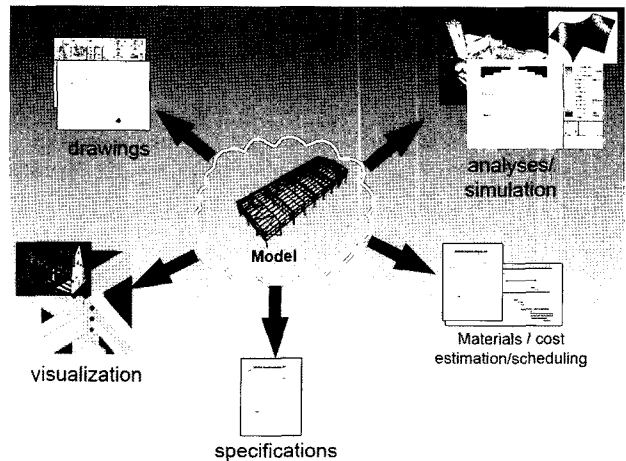 drawings
analyses/
simulation
Model
Materials / cost
estimation/scheduling
visualization
specifications